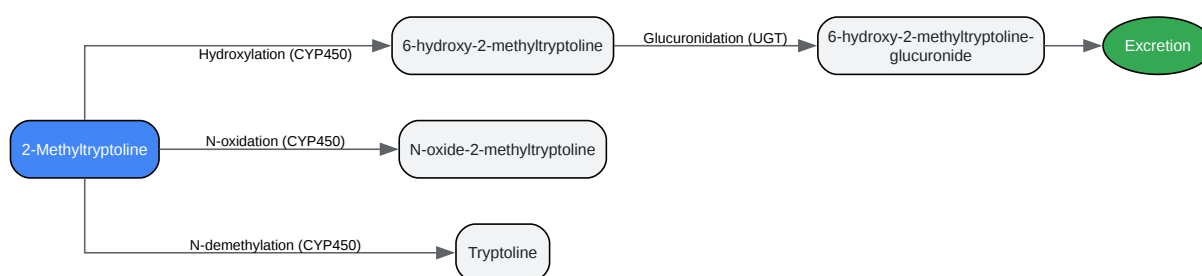 Hydroxylation (CYP450)
6-hydroxy-2-methyltryptoline
Glucuronidation (UGT)
6-hydroxy-2-methyltryptoline-
glucuronide
Excretion
2-Methyltryptoline
N-oxidation (CYP450)
N-oxide-2-methyltryptoline
N-demethylation (CYP450)
Tryptoline